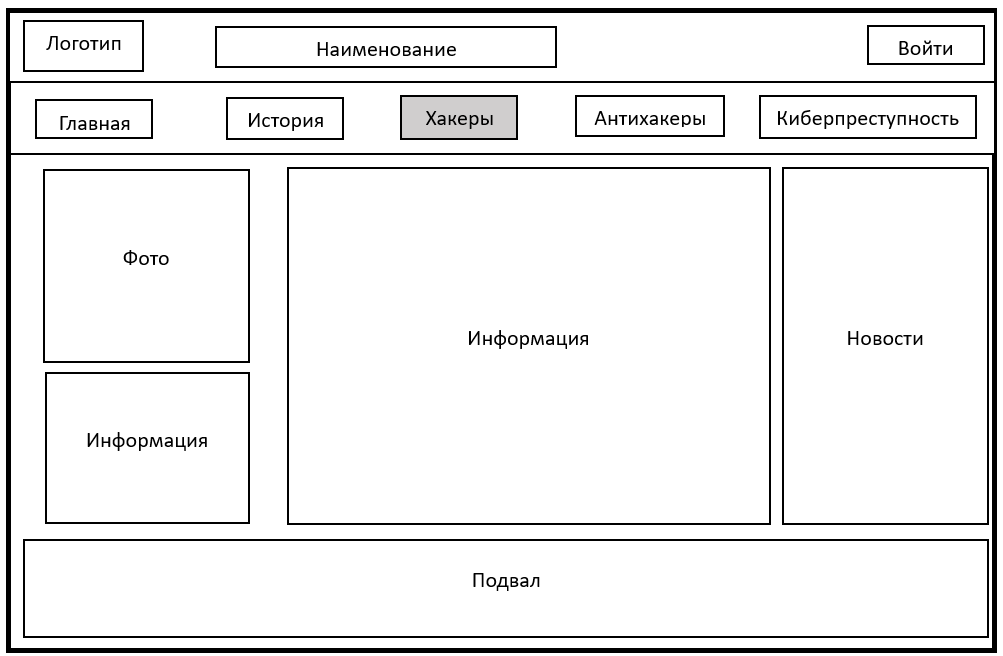 Логотип
Наименование
Войти
Главная
История
Хакеры
Антихакеры
Киберпреступность
Фото
Информация
Информация
Новости
Подвал